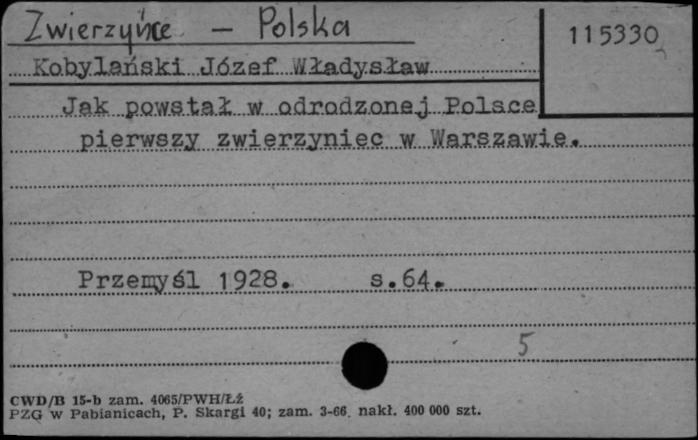 Zwierzyńce - Polska
115330
Kobylański Józef Władysław
Jak powstał w odrodzonej Polsce
pierwszy zwierzyniec w Warszawie.
Przemyśl 1928. s.64.
5
CWD/B 15-b zam. 4065/PWH/Łż
PZG w Pabianicach, P. Skargi 40; zam. 3-66. nakł. 400 000 szt.